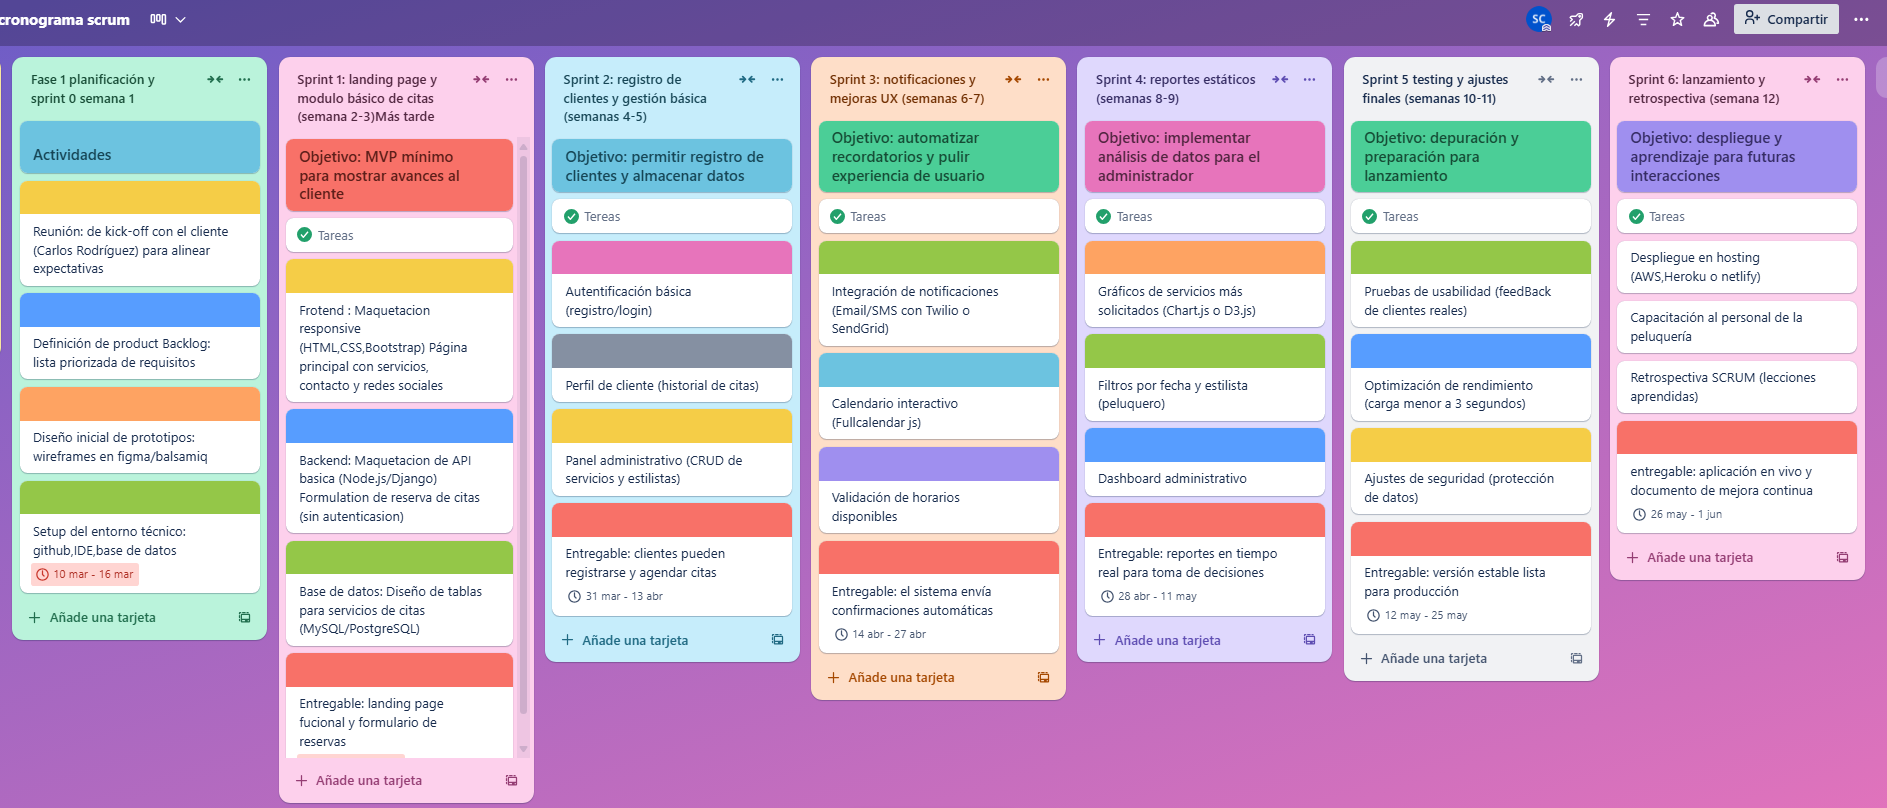 cronograma scrum
SC
Compartir
Fase 1 planificación y
sprint 0 semana 1
Actividades
Reunión: de kick-off con el cliente
(Carlos Rodríguez) para alinear
expectativas
Definición de product Backlog:
lista priorizada de requisitos
Diseño inicial de prototipos:
wireframes en figma/balsamiq
Setup del entorno técnico:
github,IDE,base de datos
10 mar - 16 mar
Añade una tarjeta
Sprint 1: landing page y
modulo básico de citas
(semana 2-3)Más tarde
Objetivo: MVP mínimo
para mostrar avances al
cliente
Tareas
Frotend : Maquetacion
responsive
(HTML,CSS,Bootstrap) Página
principal con servicios,
contacto y redes sociales
Backend: Maquetacion de API
basica (Node.js/Django)
Formulation de reserva de citas
(sin autenticasion)
Base de datos: Diseño de tablas
para servicios de citas
(MySQL/PostgreSQL)
Entregable: landing page
fucional y formulario de
reservas
Añade una tarjeta
Sprint 2: registro de
clientes y gestión básica
(semanas 4-5)
Objetivo: permitir registro de
clientes y almacenar datos
Tereas
Autentificación básica
(registro/login)
Perfil de cliente (historial de citas)
Panel administrativo (CRUD de
servicios y estilistas)
Entregable: clientes pueden
registrarse y agendar citas
31 mar - 13 abr
Añade una tarjeta
Sprint 3: notificaciones y
mejoras UX (semanas 6-7)
Objetivo: automatizar
recordatorios y pulir
experiencia de usuario
Tareas
Integración de notificaciones
(Email/SMS con Twilio o
SendGrid)
Calendario interactivo
(Fullcalendar js)
Validación de horarios
disponibles
Entregable: el sistema envía
confirmaciones automáticas
14 abr - 27 abr
Añade una tarjeta
Sprint 4: reportes estáticos
(semanas 8-9)
Objetivo: implementar
análisis de datos para el
administrador
Tareas
Gráficos de servicios más
solicitados (Chart.js o D3.js)
Filtros por fecha y estilista
(peluquero)
Dashboard administrativo
Entregable: reportes en tiempo
real para toma de decisiones
28 abr - 11 may
Añade una tarjeta
Sprint 5 testing y ajustes
finales (semanas 10-11)
Objetivo: depuración y
preparación para
lanzamiento
Tareas
Pruebas de usabilidad (feedBack
de clientes reales)
Optimización de rendimiento
(carga menor a 3 segundos)
Ajustes de seguridad (protección
de datos)
Entregable: versión estable lista
para producción
12 may - 25 may
Añade una tarjeta
Sprint 6: lanzamiento y
retrospectiva (semana 12)
Objetivo: despliegue y
aprendizaje para futuras
interacciones
Tareas
Despliegue en hosting
(AWS,Heroku o netlify)
Capacitación al personal de la
peluquería
Retrospectiva SCRUM (lecciones
aprendidas)
entregable: aplicación en vivo y
documento de mejora continua
26 may - 1 jun
Añade una tarjeta